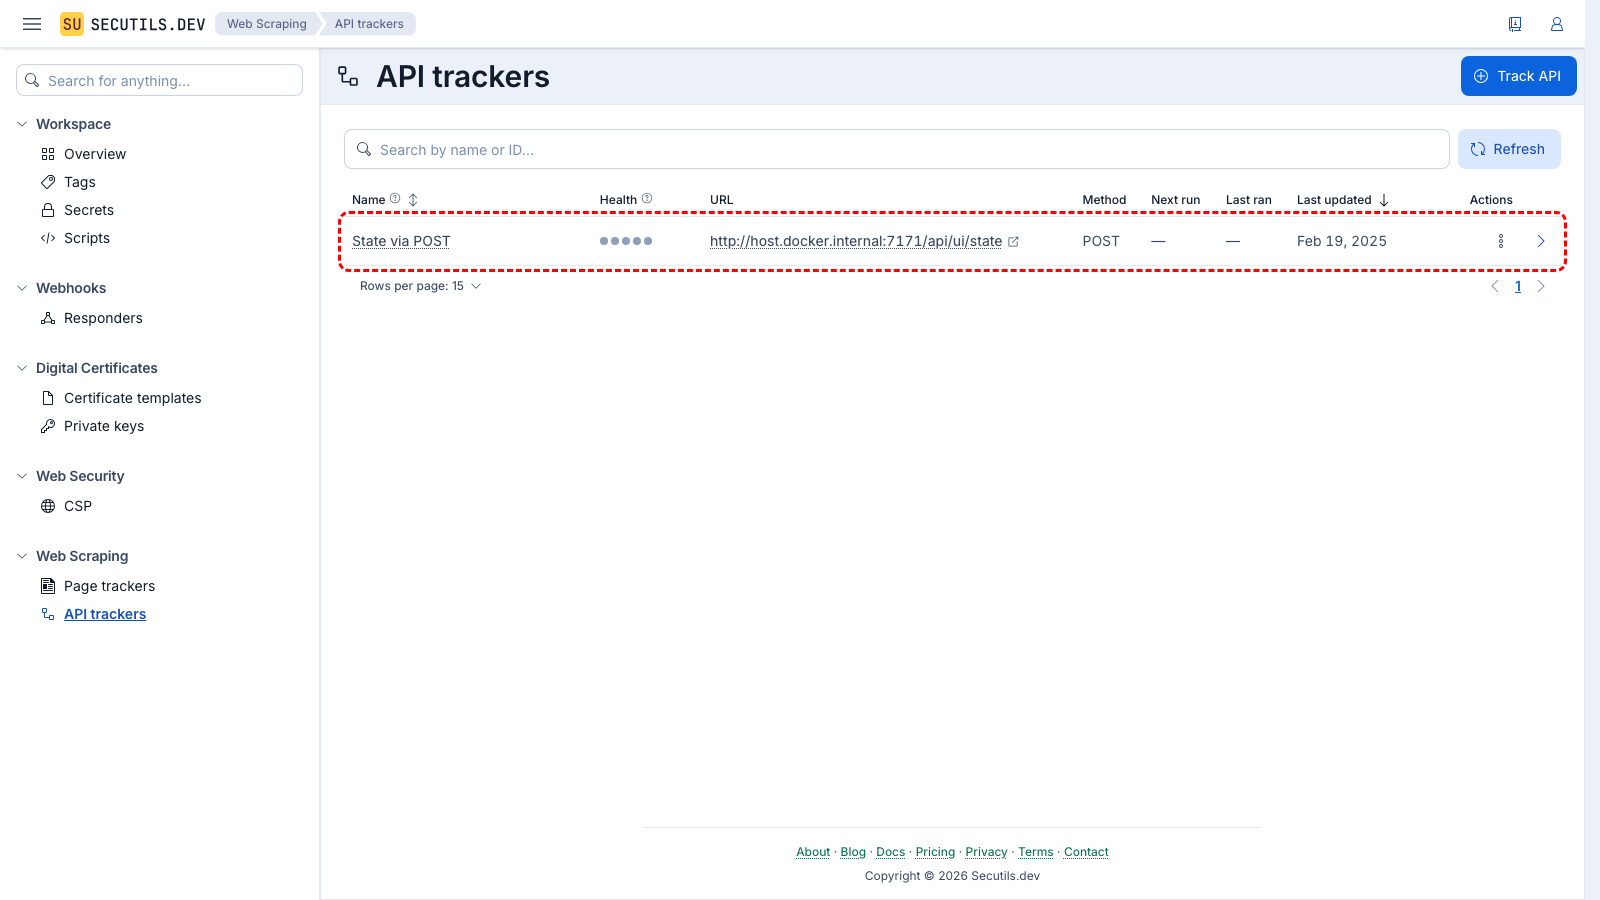 SU SECUTILS.DEV Web Scraping API trackers
Search for anything...
Workspace
Overview
Tags
Secrets
Scripts
Webhooks
Responders
Digital Certificates
Certificate templates
Private keys
Web Security
CSP
Web Scraping
Page trackers
API trackers
API trackers
Track API
Search by name or ID...
Refresh
Name Health URL Method Next run Last ran Last updated Actions
State via POST http://host.docker.internal:7171/api/ui/state POST — — Feb 19, 2025
Rows per page: 15
1
About · Blog · Docs · Pricing · Privacy · Terms · Contact
Copyright © 2026 Secutils.dev